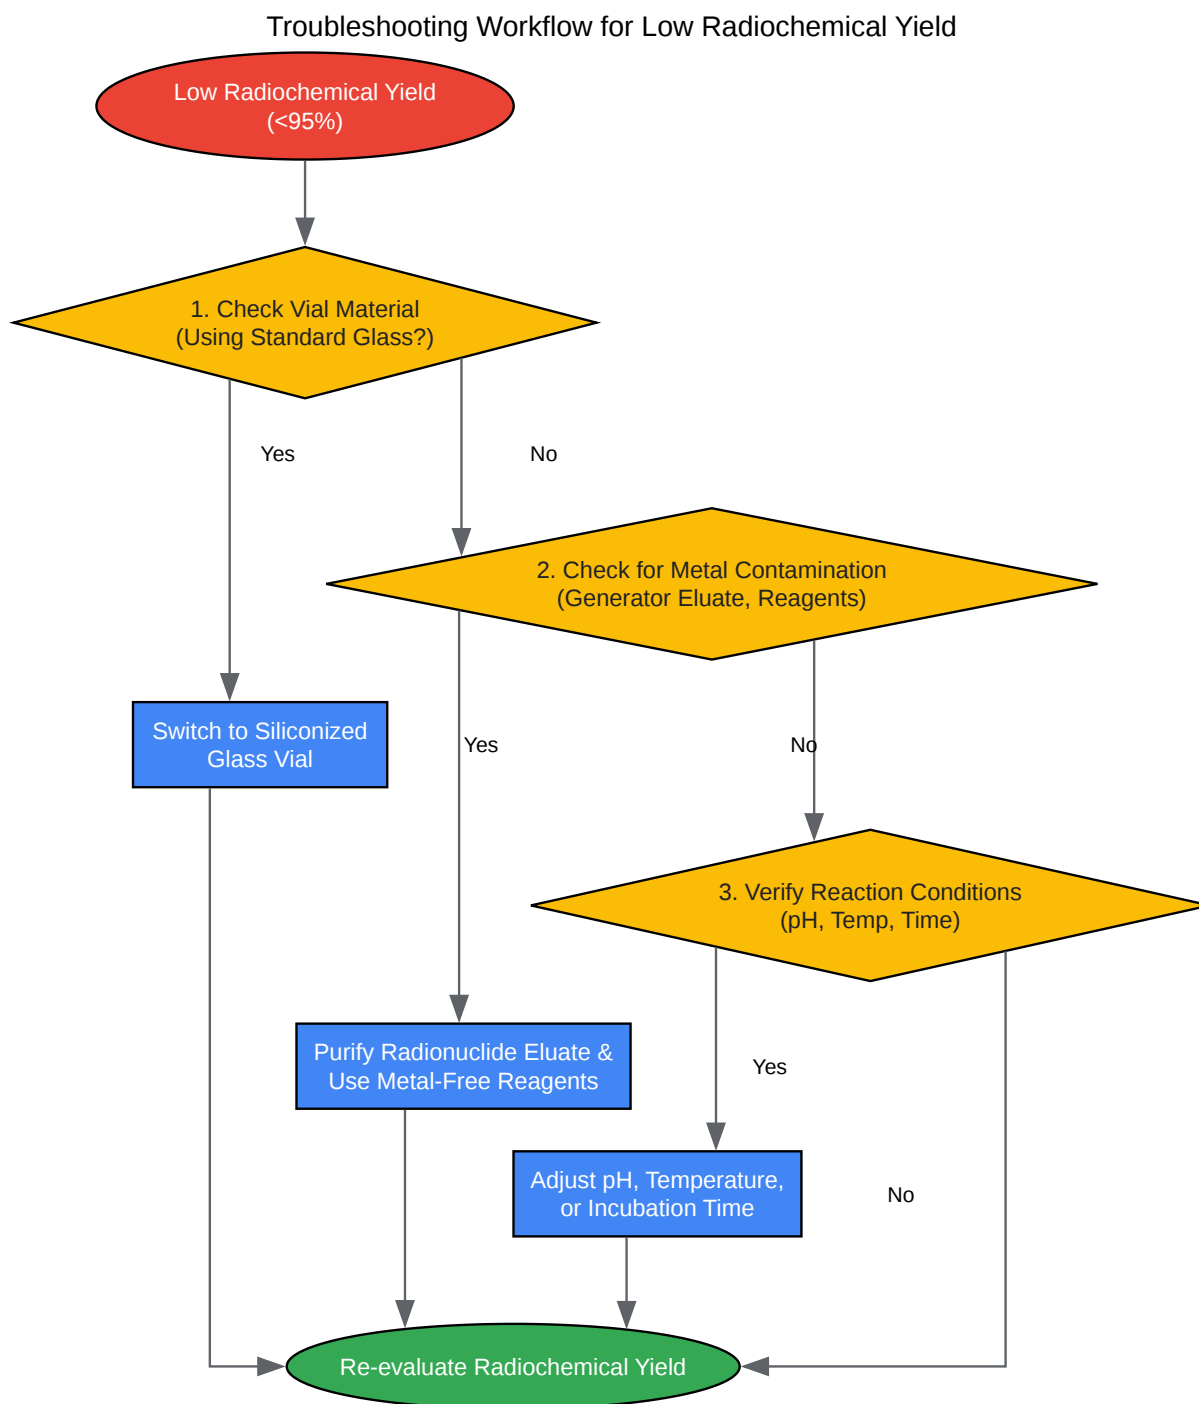 Troubleshooting Workflow for Low Radiochemical Yield
Low Radiochemical Yield
(<95%)
1. Check Vial Material
(Using Standard Glass?)
Yes
No
2. Check for Metal Contamination
(Generator Eluate, Reagents)
Switch to Siliconized
Glass Vial
Yes
No
3. Verify Reaction Conditions
(pH, Temp, Time)
Purify Radionuclide Eluate &
Use Metal-Free Reagents
Yes
Adjust pH, Temperature,
or Incubation Time
No
Re-evaluate Radiochemical Yield